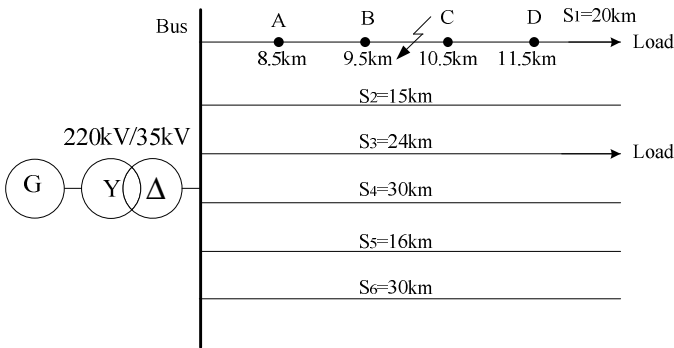 A B C D S1=20km
Bus
Load
8.5km 9.5km 10.5km 11.5km
S2=15km
220kV/35kV
S3=24km
Load
G Y Δ
S4=30km
S5=16km
S6=30km